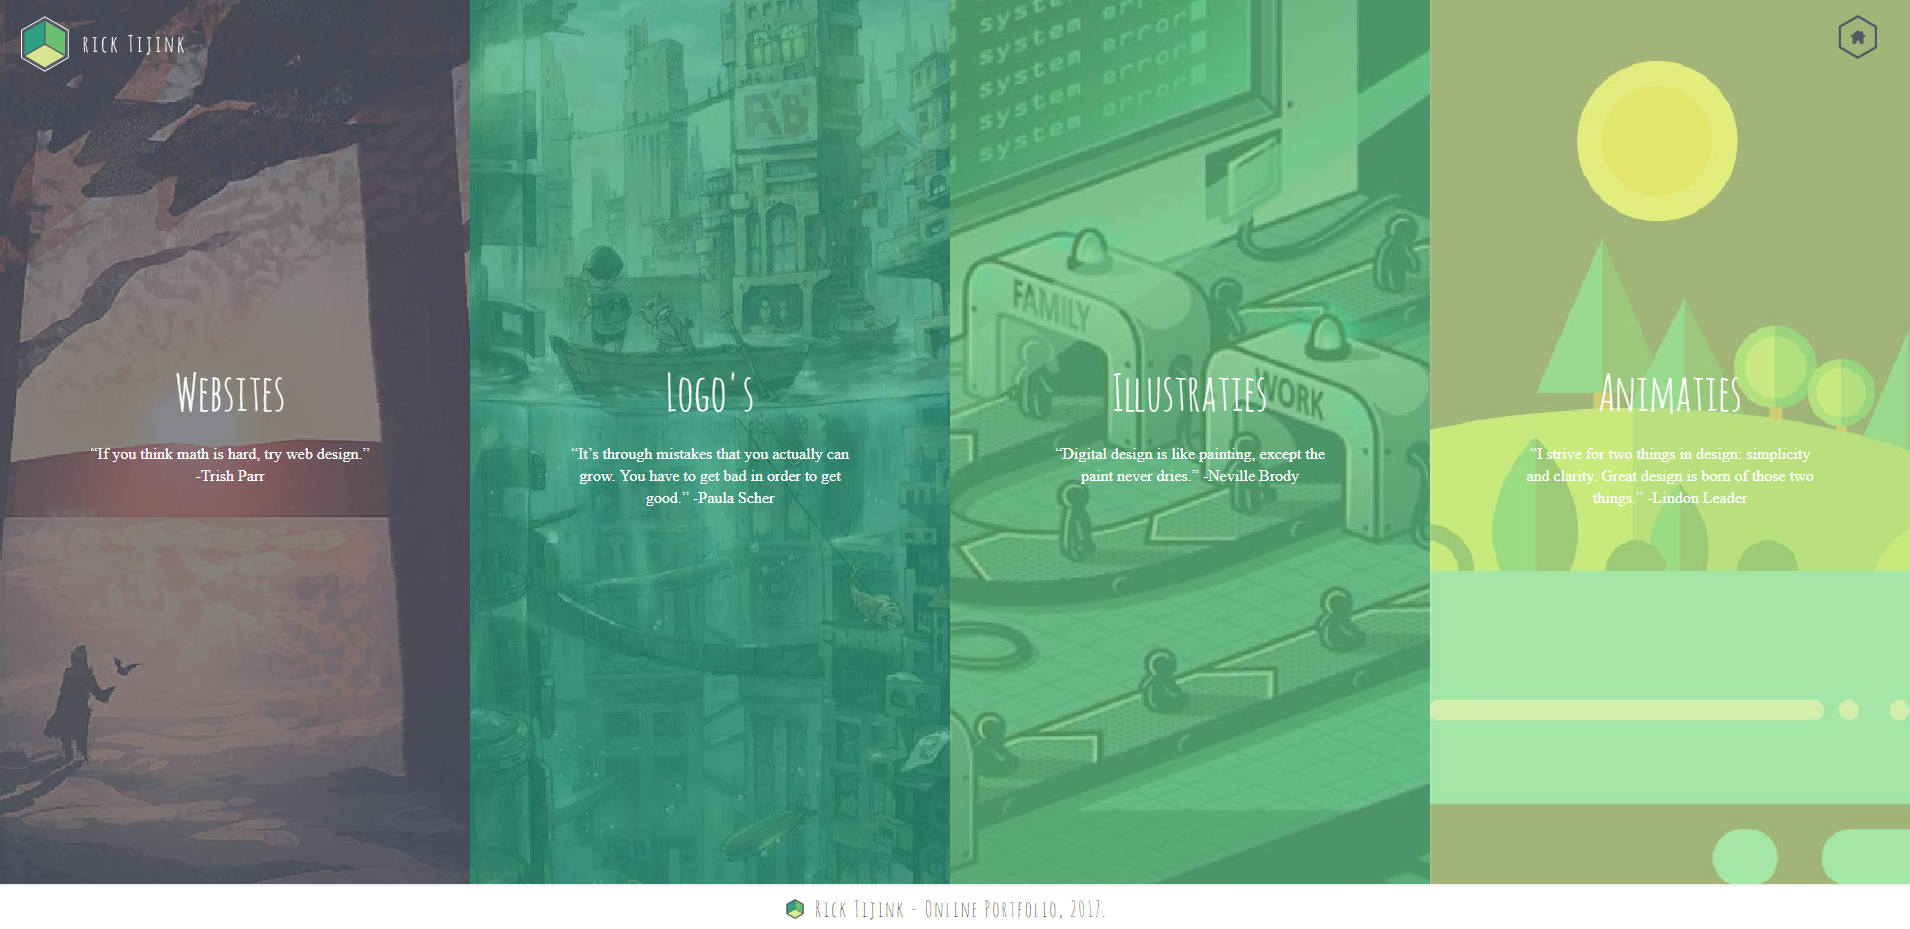 RICK TIJINK
system error
system error
system error
system error
system error
A'B'
FAMILY
WORK
WEBSITES
“If you think math is hard, try web design.”
-Trish Parr
LOGO'S
“It’s through mistakes that you actually can
grow. You have to get bad in order to get
good.” -Paula Scher
ILLUSTRATIES
“Digital design is like painting, except the
paint never dries.” -Neville Brody
ANIMATIES
“I strive for two things in design: simplicity
and clarity. Great design is born of those two
things.” -Lindon Leader
RICK TIJINK - ONLINE PORTFOLIO, 2017.